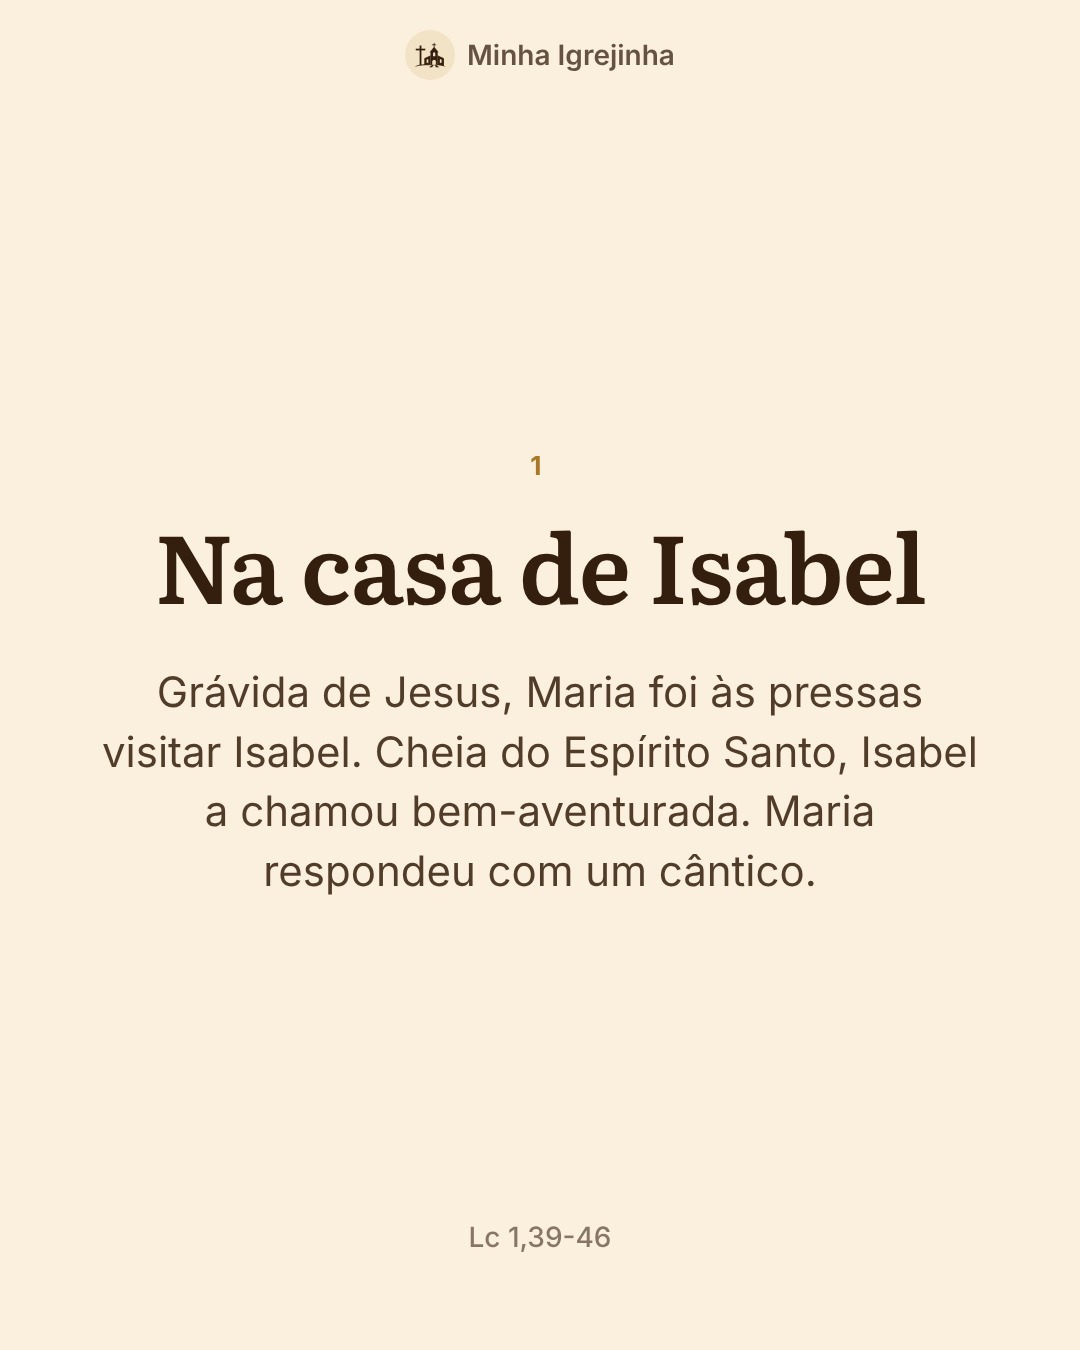 Minha Igrejinha
1
Na casa de Isabel
Grávida de Jesus, Maria foi às pressas
visitar Isabel. Cheia do Espírito Santo, Isabel
a chamou bem-aventurada. Maria
respondeu com um cântico.
Lc 1,39-46